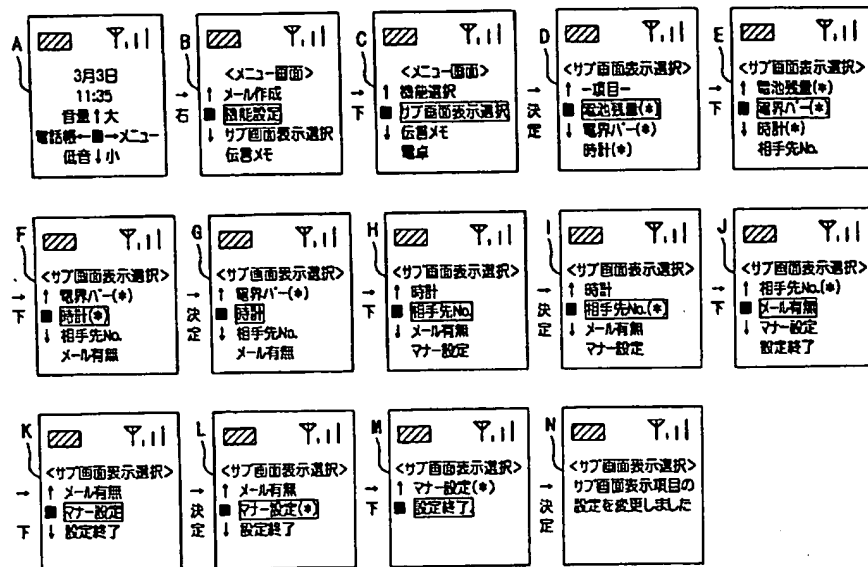 A
3月3日
11:35
音量↑大
電話帳←■→メニュー
低音↓小
→
右
B
<メニュー画面>
↑ メール作成
■ 機能設定
↓ サブ画面表示選択
伝言メモ
→
下
C
<メニュー画面>
↑ 機能選択
■ サブ画面表示選択
↓ 伝言メモ
電卓
→
決
定
D
<サブ画面表示選択>
↑ -項目-
■ 電池残量(*)
↓ 電界バー(*)
時計(*)
→
下
E
<サブ画面表示選択>
↑ 電池残量(*)
■ 電界バー(*)
↓ 時計(*)
相手先No.
→
下
F
<サブ画面表示選択>
↑ 電界バー(*)
■ 時計(*)
↓ 相手先No.
メール有無
→
決
定
G
<サブ画面表示選択>
↑電界バー(*)
■ 時計
↓ 相手先No.
メール有無
→
下
H
<サブ画面表示選択>
↑ 時計
■ 相手先No.
↓ メール有無
マナー設定
→
決
定
I
<サブ画面表示選択>
↑ 時計
■ 相手先No.(*)
↓ メール有無
マナー設定
→
下
J
<サブ画面表示選択>
↑ 相手先No.(*)
■ メール有無
↓ マナー設定
設定終了
→
下
K
<サブ画面表示選択>
↑ メール有無
■ マナー設定
↓ 設定終了
→
決
定
L
<サブ画面表示選択>
↑ メール有無
■ マナー設定(*)
↓ 設定終了
→
下
M
<サブ画面表示選択>
↑ マナー設定(*)
■ 設定終了
→
決
定
N
<サブ画面表示選択>
サブ画面表示項目の
設定を変更しました